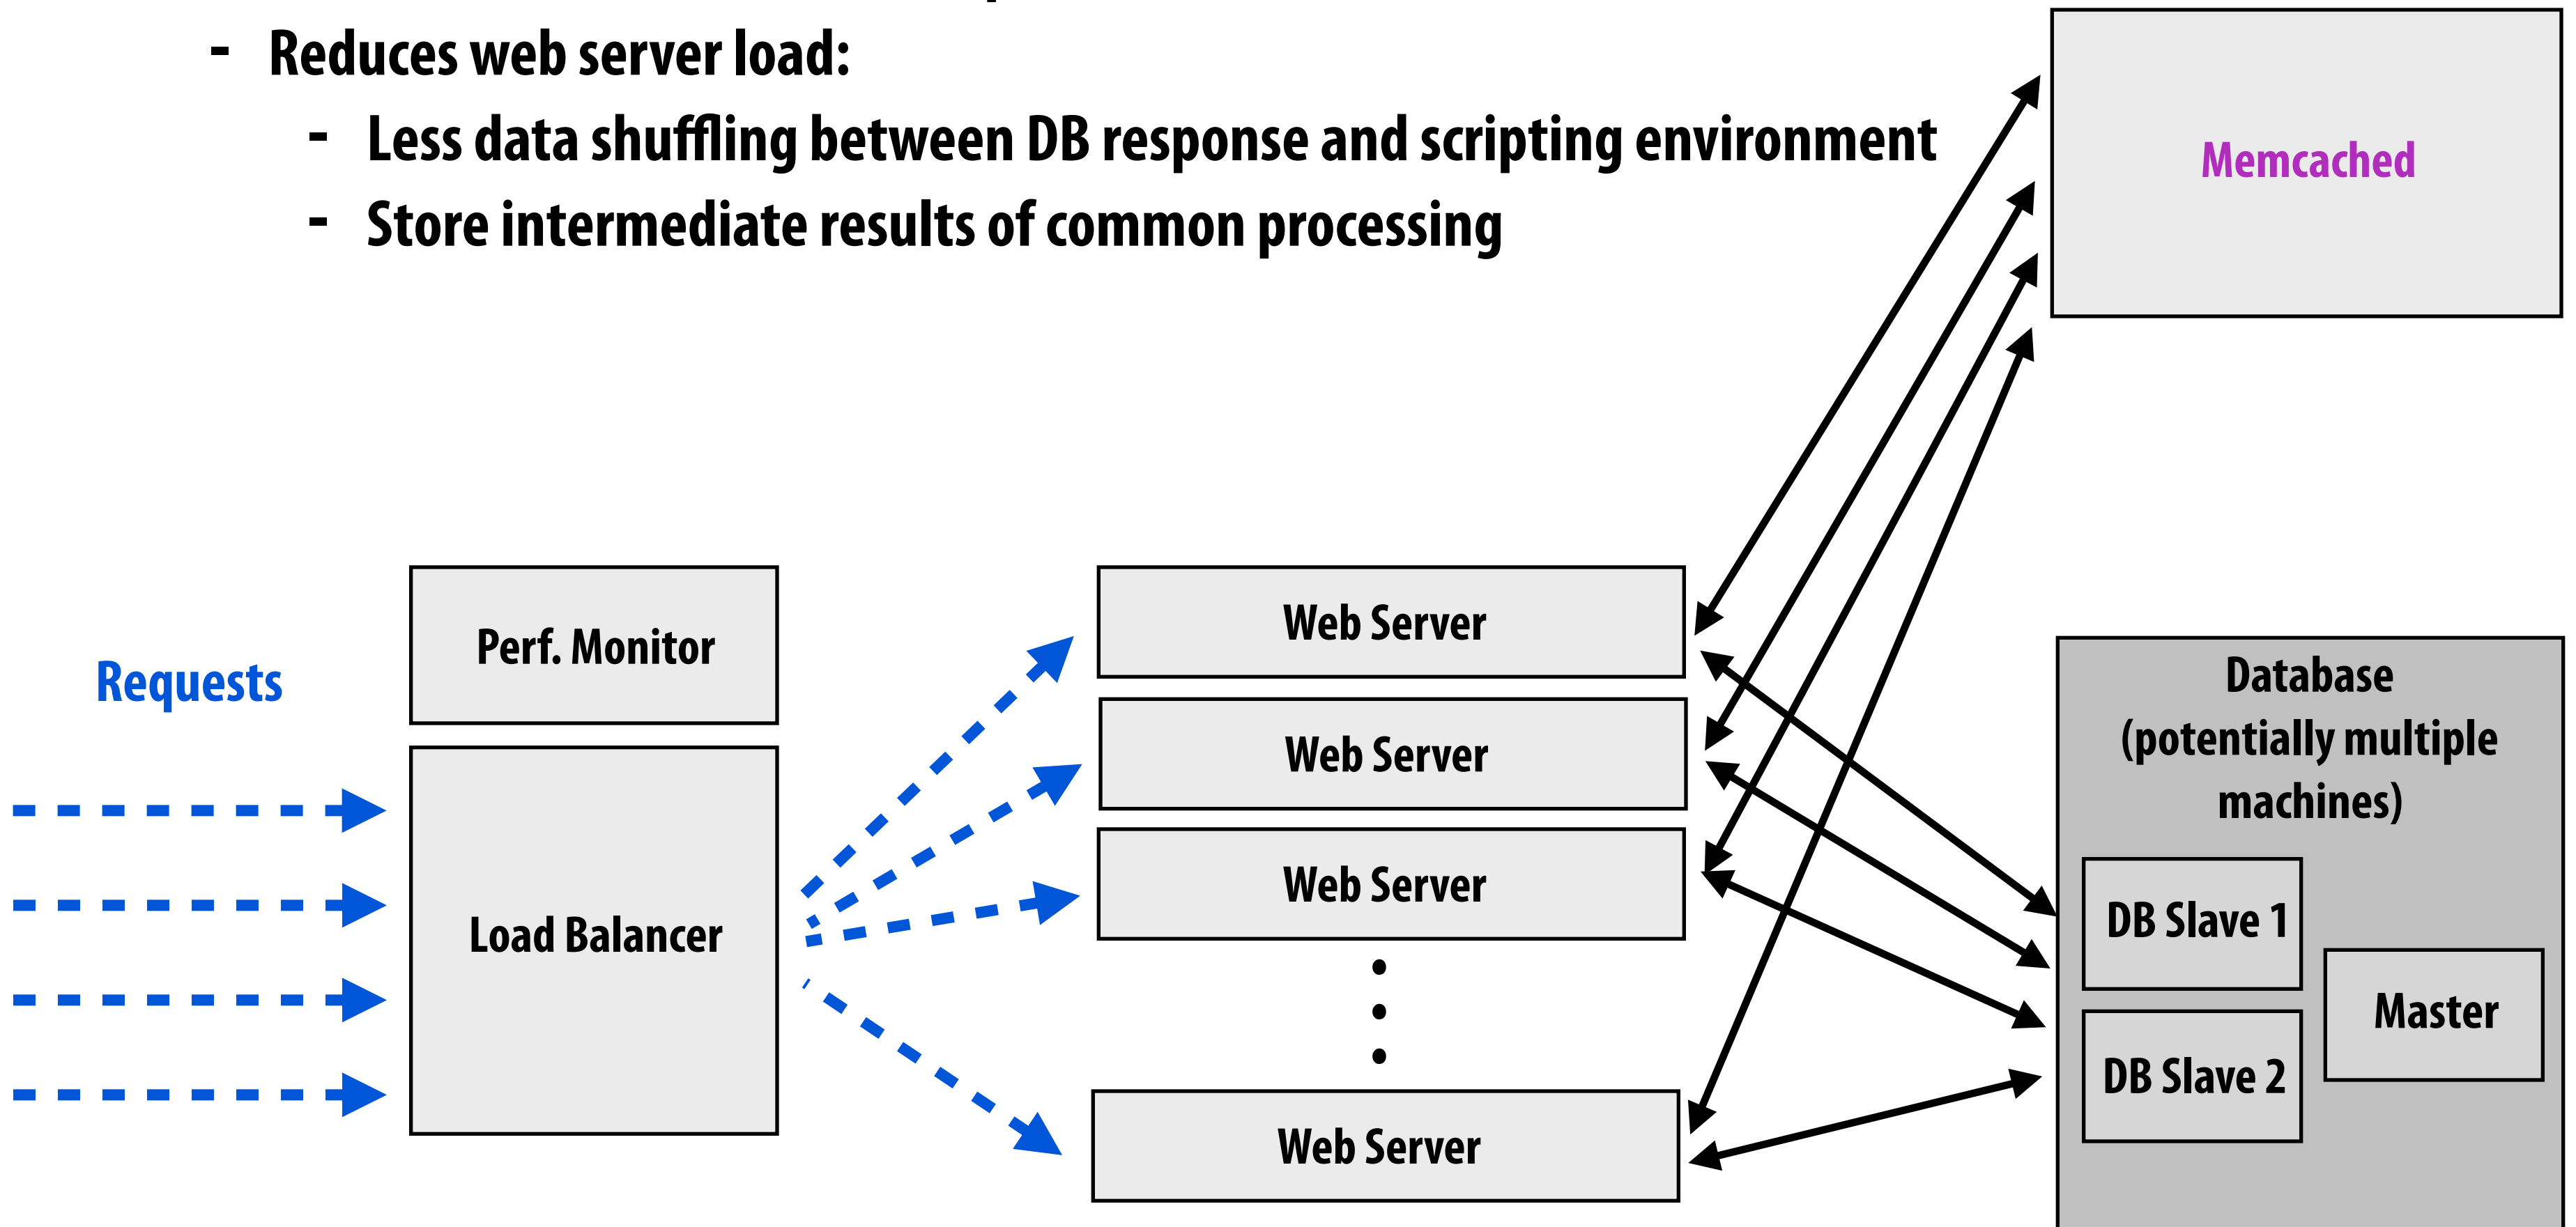 - Reduces web server load:
- Less data shuffling between DB response and scripting environment
- Store intermediate results of common processing
Memcached
Requests
Perf. Monitor
Load Balancer
Web Server
Web Server
Web Server
Web Server
Database
(potentially multiple
machines)
DB Slave 1
Master
DB Slave 2